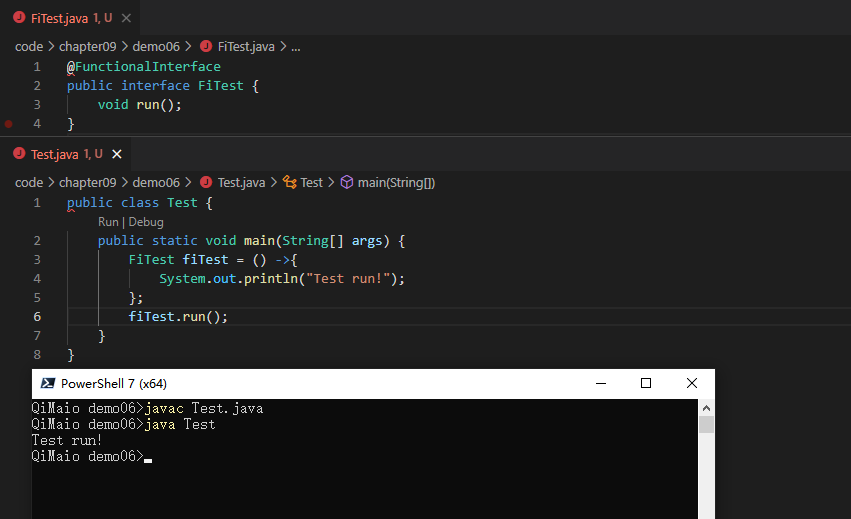 FiTest.java 1, U
code > chapter09 > demo06 > FiTest.java > ...
1 @FunctionalInterface
2 public interface FiTest {
3     void run();
4 }
Test.java 1, U
code > chapter09 > demo06 > Test.java > Test > main(String[])
1 public class Test {
Run | Debug
2     public static void main(String[] args) {
3         FiTest fiTest = () ->{
4             System.out.println("Test run!");
5         };
6         fiTest.run();
7     }
8 }
PowerShell 7 (x64)
QiMaio demo06>javac Test.java
QiMaio demo06>java Test
Test run!
QiMaio demo06>